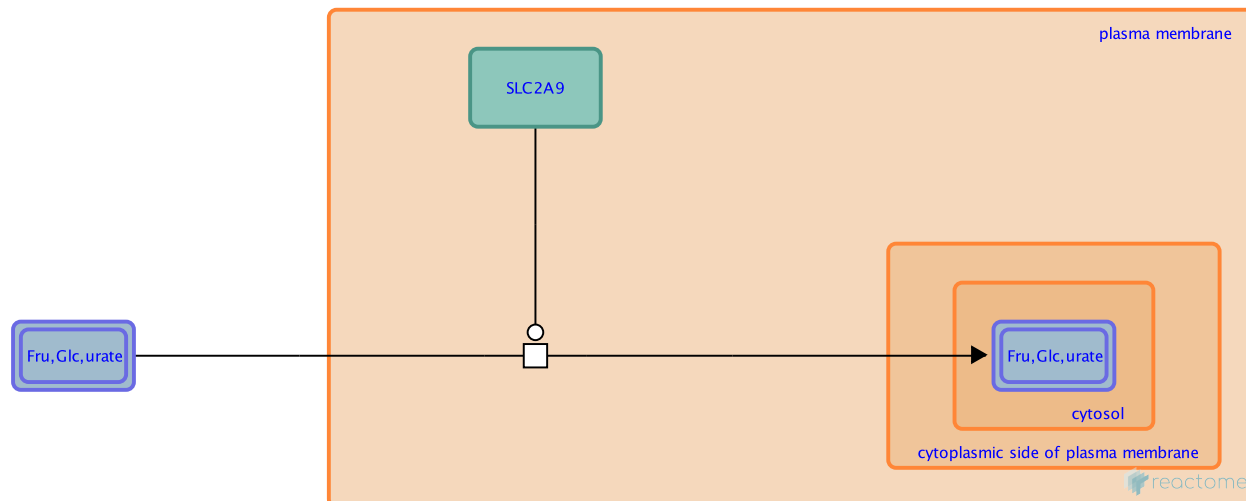 plasma membrane
SLC2A9
Fru,Glc,urate
Fru,Glc,urate
cytosol
cytoplasmic side of plasma membrane
reactome